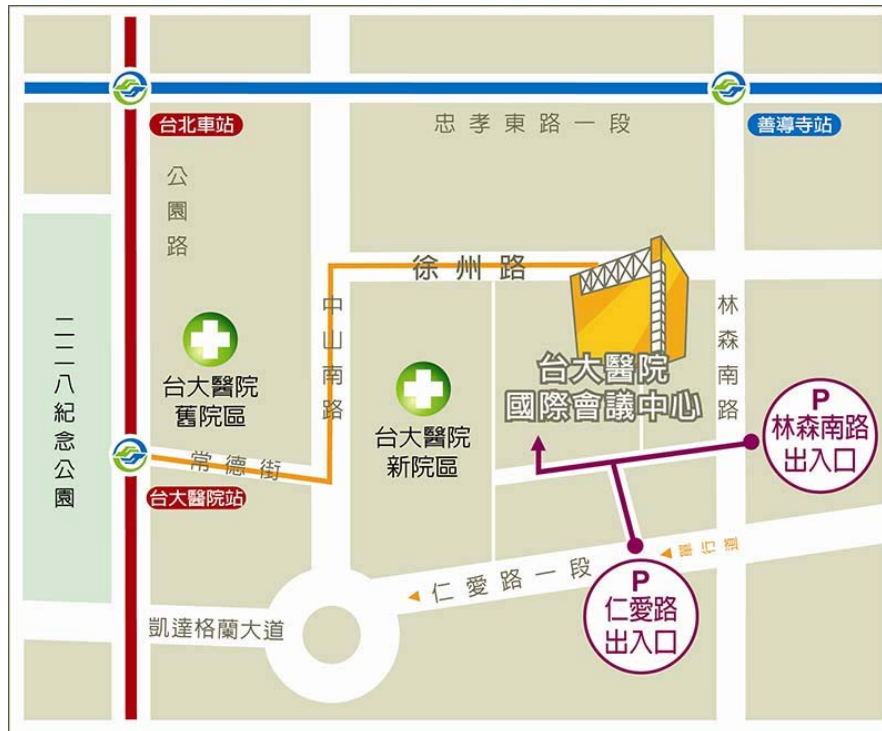 台北車站
善導寺站
忠孝東路一段
公園路
徐州路
中山南路
林森南路
二二八紀念公園
台大醫院
舊院區
台大醫院
新院區
台大醫院
國際會議中心
常德街
台大醫院站
P
林森南路
出入口
單行道
仁愛路一段
P
仁愛路
出入口
凱達格蘭大道